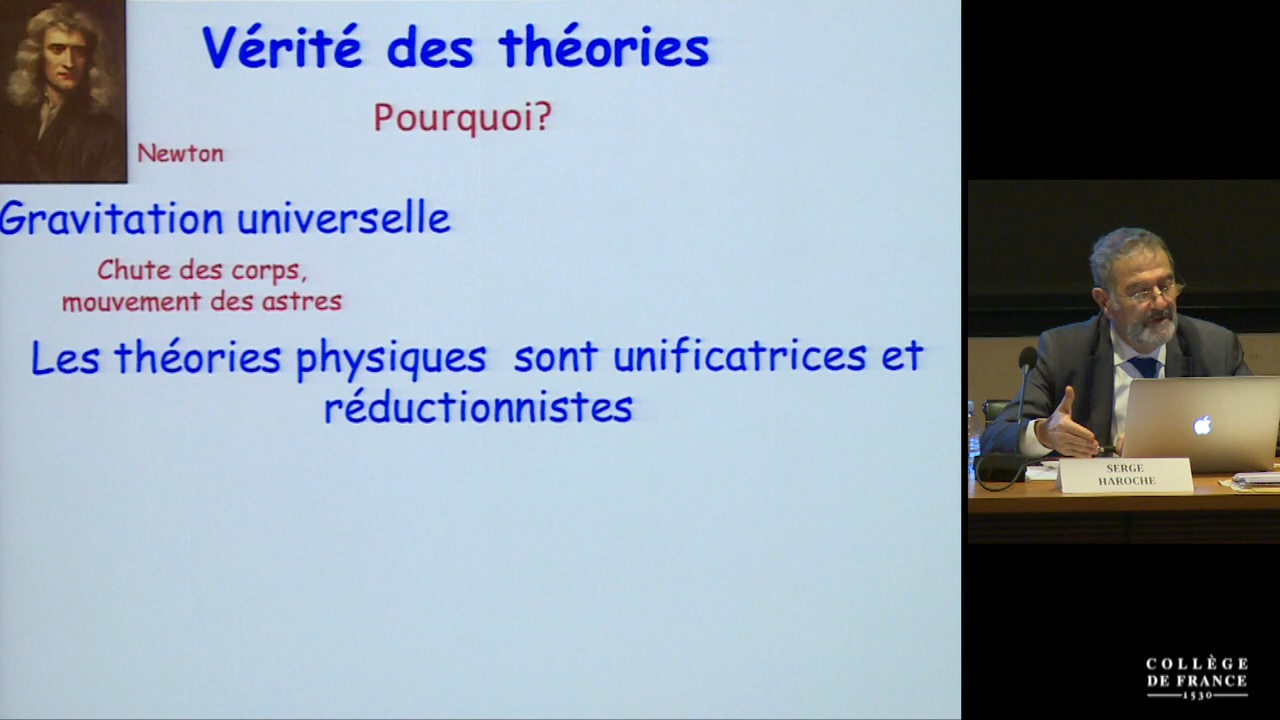 Vérité des théories
Pourquoi?
Newton
Gravitation universelle
Chute des corps,
mouvement des astres
Les théories physiques sont unificatrices et
réductionnistes
SERGE
HAROCHE
COLLÈGE
DE FRANCE
1530